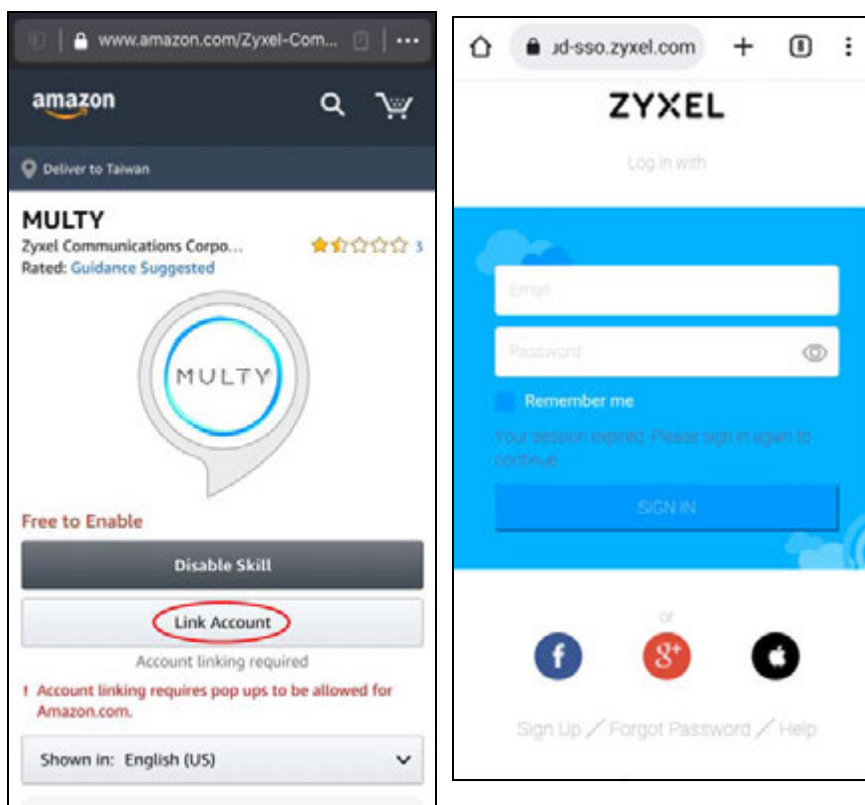 www.amazon.com/Zyxel-Com...
amazon
Deliver to Taiwan
MULTY
Zyxel Communications Corpo...
3
Rated: Guidance Suggested
MULTY
Free to Enable
Disable Skill
Link Account
Account linking required
! Account linking requires pop ups to be allowed for
Amazon.com.
Shown in: English (US)
ud-sso.zyxel.com
ZYXEL
Log in with
Email
Password
Remember me
Your session expired. Please sign in again to
continue.
SIGN IN
or
f
g+
Sign Up / Forgot Password / Help